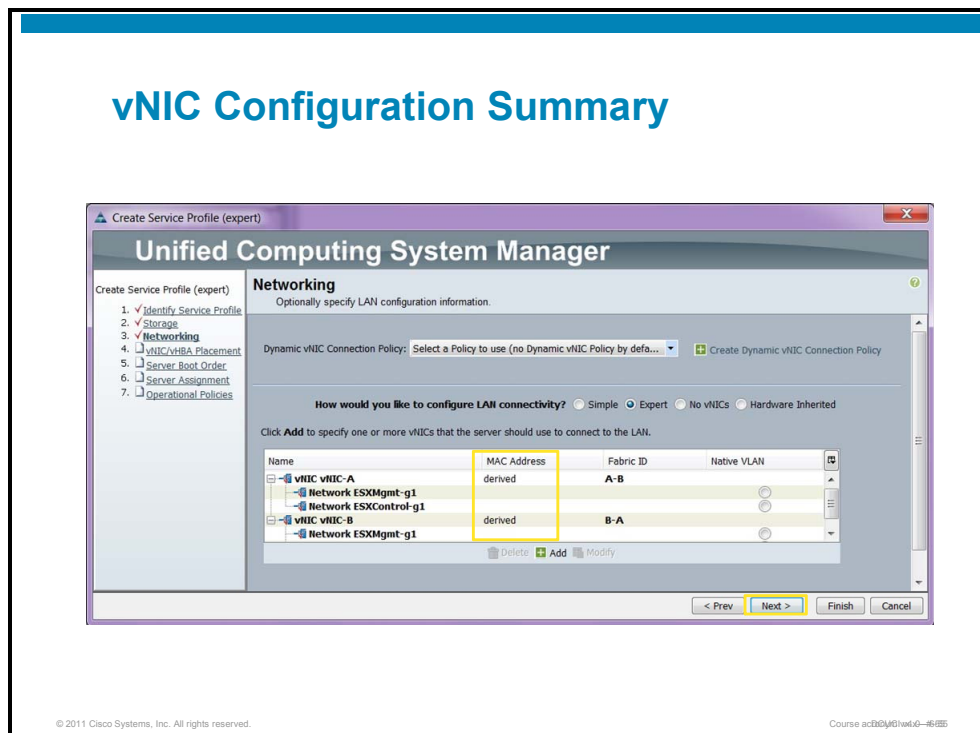 vNIC Configuration Summary
Create Service Profile (expert)
X
Unified Computing System Manager
Create Service Profile (expert)
1. √Identify Service Profile
2. √Storage
3. √Networking
4. vNIC/vHBA Placement
5. Server Boot Order
6. Server Assignment
7. Operational Policies
Networking
?
Optionally specify LAN configuration information.
Dynamic vNIC Connection Policy: Select a Policy to use (no Dynamic vNIC Policy by defa... Create Dynamic vNIC Connection Policy
How would you like to configure LAN connectivity? Simple Expert No vNICs Hardware Inherited
Click Add to specify one or more vNICs that the server should use to connect to the LAN.
Name MAC Address Fabric ID Native VLAN
vNIC vNIC-A derived A-B
Network ESXMgmt-g1
Network ESXControl-g1
vNIC vNIC-B derived B-A
Network ESXMgmt-g1
Delete Add Modify
< Prev Next > Finish Cancel
© 2011 Cisco Systems, Inc. All rights reserved.
Course